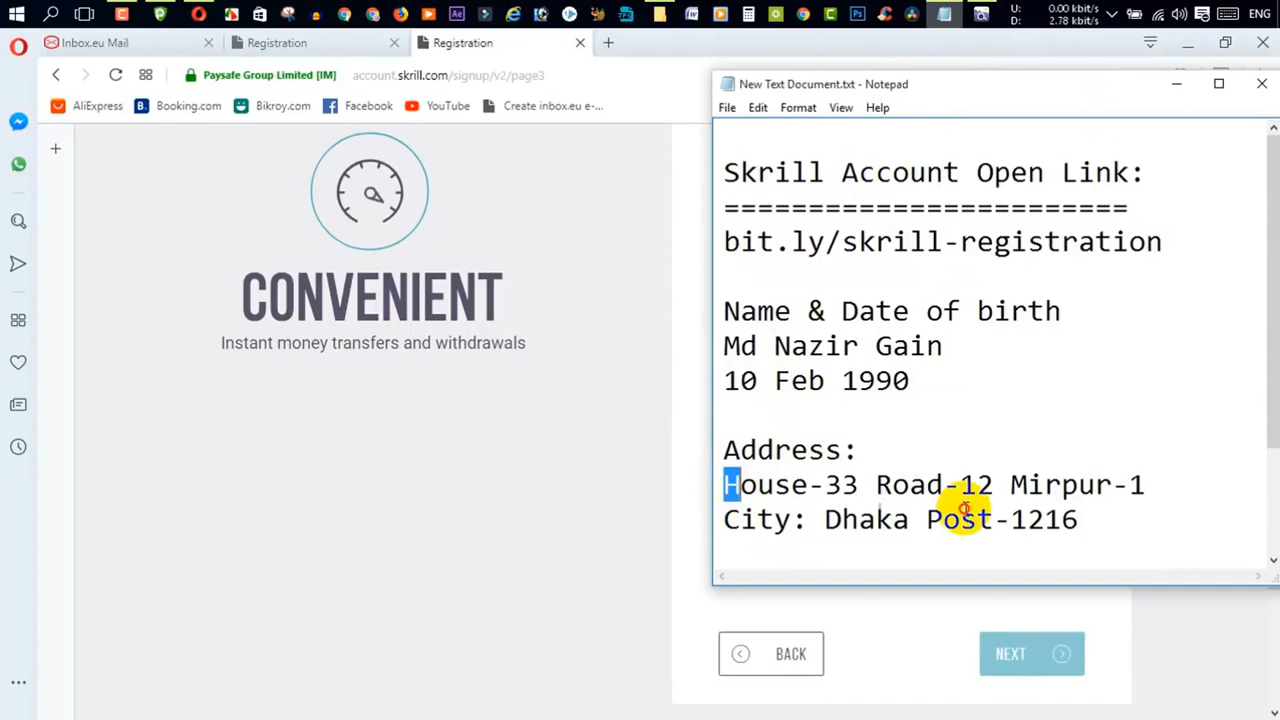 0.00 kbit/s
U:
D:
2.78 kbit/s
ENG
Inbox.eu Mail
Registration
Registration
Paysafe Group Limited [IM]
account.skrill.com/signup/v2/page3
AliExpress
Booking.com
Bikroy.com
Facebook
YouTube
Create inbox.eu e-...
CONVENIENT
Instant money transfers and withdrawals
New Text Document.txt - Notepad
File Edit Format View Help
Skrill Account Open Link:
========================
bit.ly/skrill-registration
Name & Date of birth
Md Nazir Gain
10 Feb 1990
Address:
House-33 Road-12 Mirpur-1
City: Dhaka Post-1216
BACK
NEXT